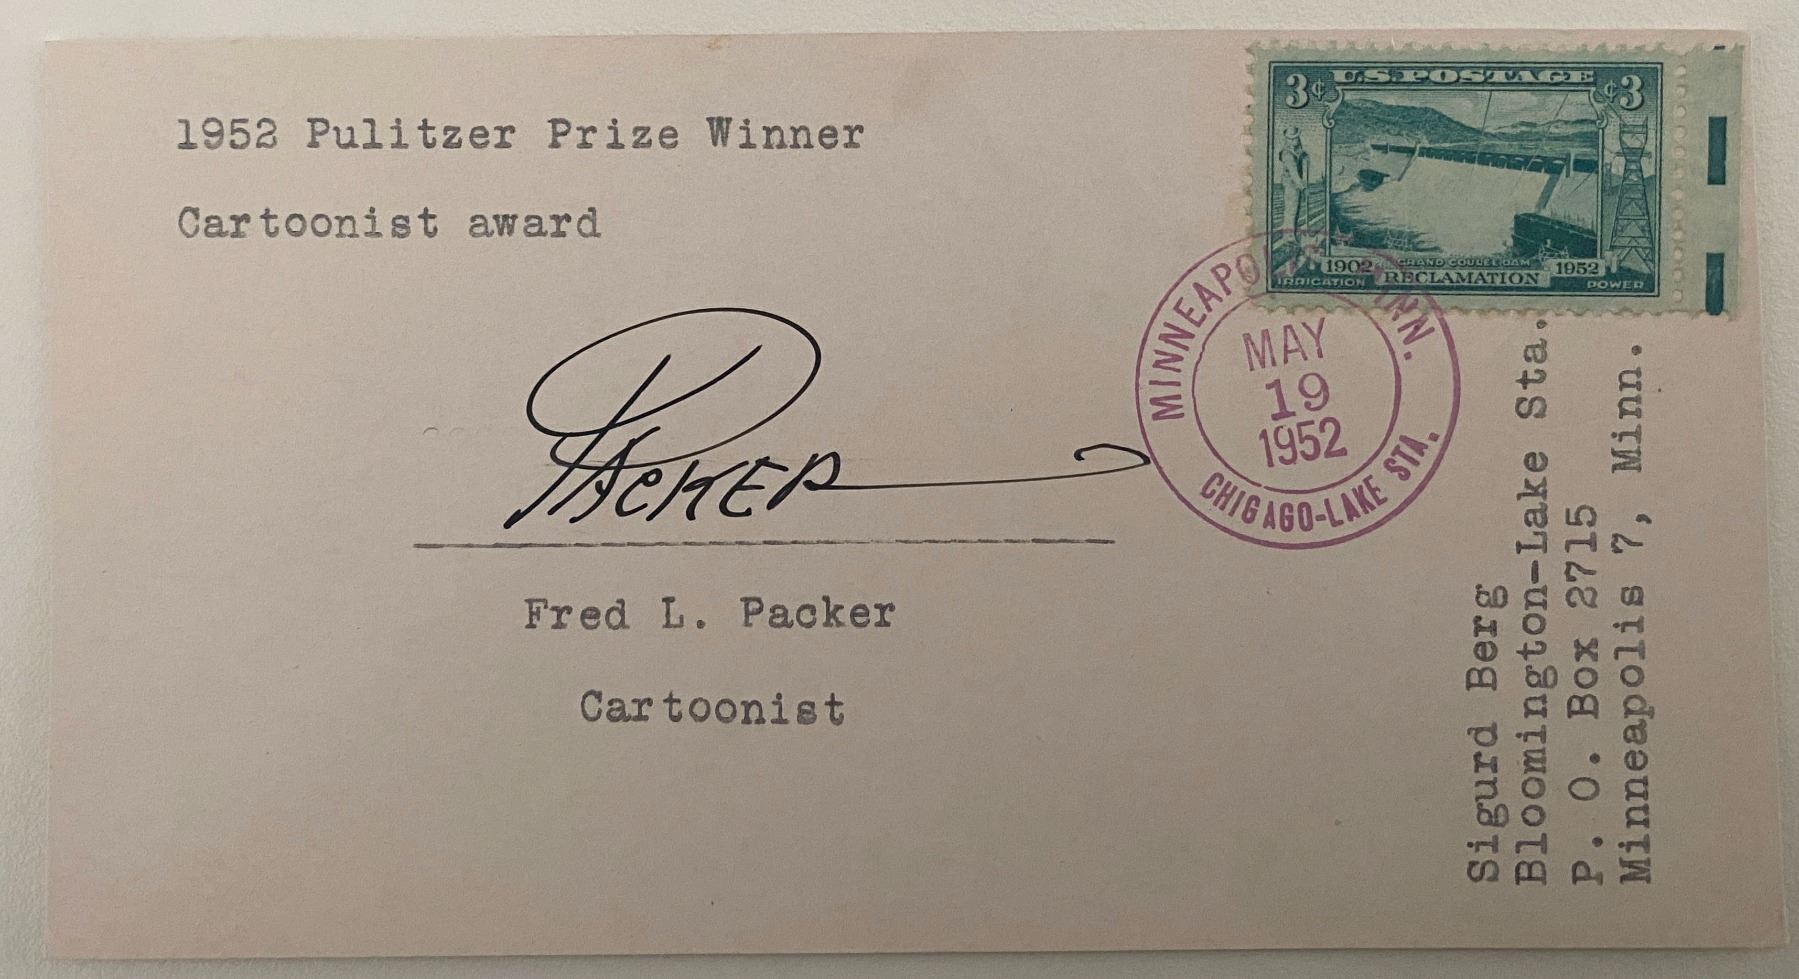 1952 Pulitzer Prize Winner
Cartoonist award
PACKER
Fred L. Packer
Cartoonist
3¢ U.S. POSTAGE ¢3
GRAND COULEE DAM
1902 RECLAMATION 1952
IRRIGATION POWER
MINNEAPOLIS MINN.
MAY
19
1952
CHIGAGO-LAKE STA.
Sigurd Berg
Bloomington-Lake Sta.
P. O. Box 2715
Minneapolis 7, Minn.